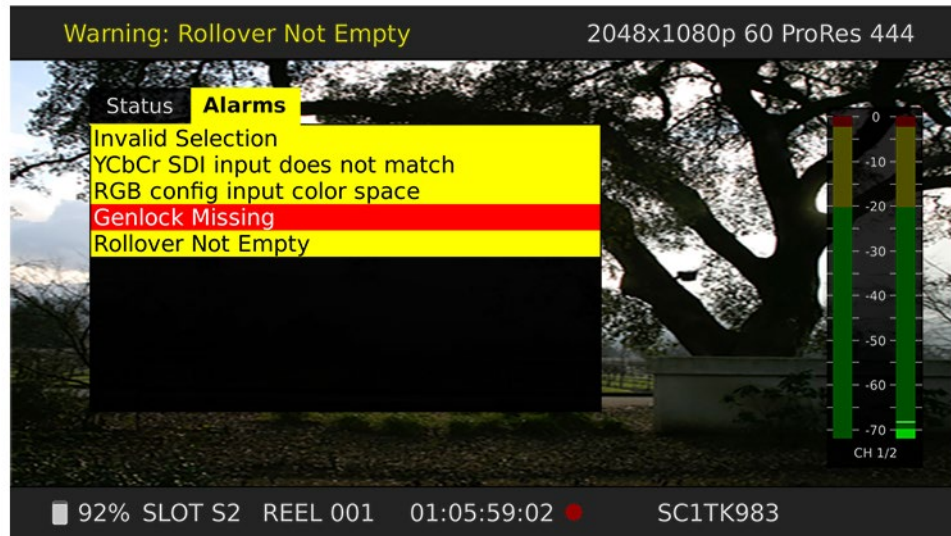 Warning: Rollover Not Empty 2048x1080p 60 ProRes 444
Status Alarms
Invalid Selection
YCbCr SDI input does not match
RGB config input color space
Genlock Missing
Rollover Not Empty
0
-10
-20
-30
-40
-50
-60
-70
CH 1/2
92% SLOT S2 REEL 001 01:05:59:02 SC1TK983